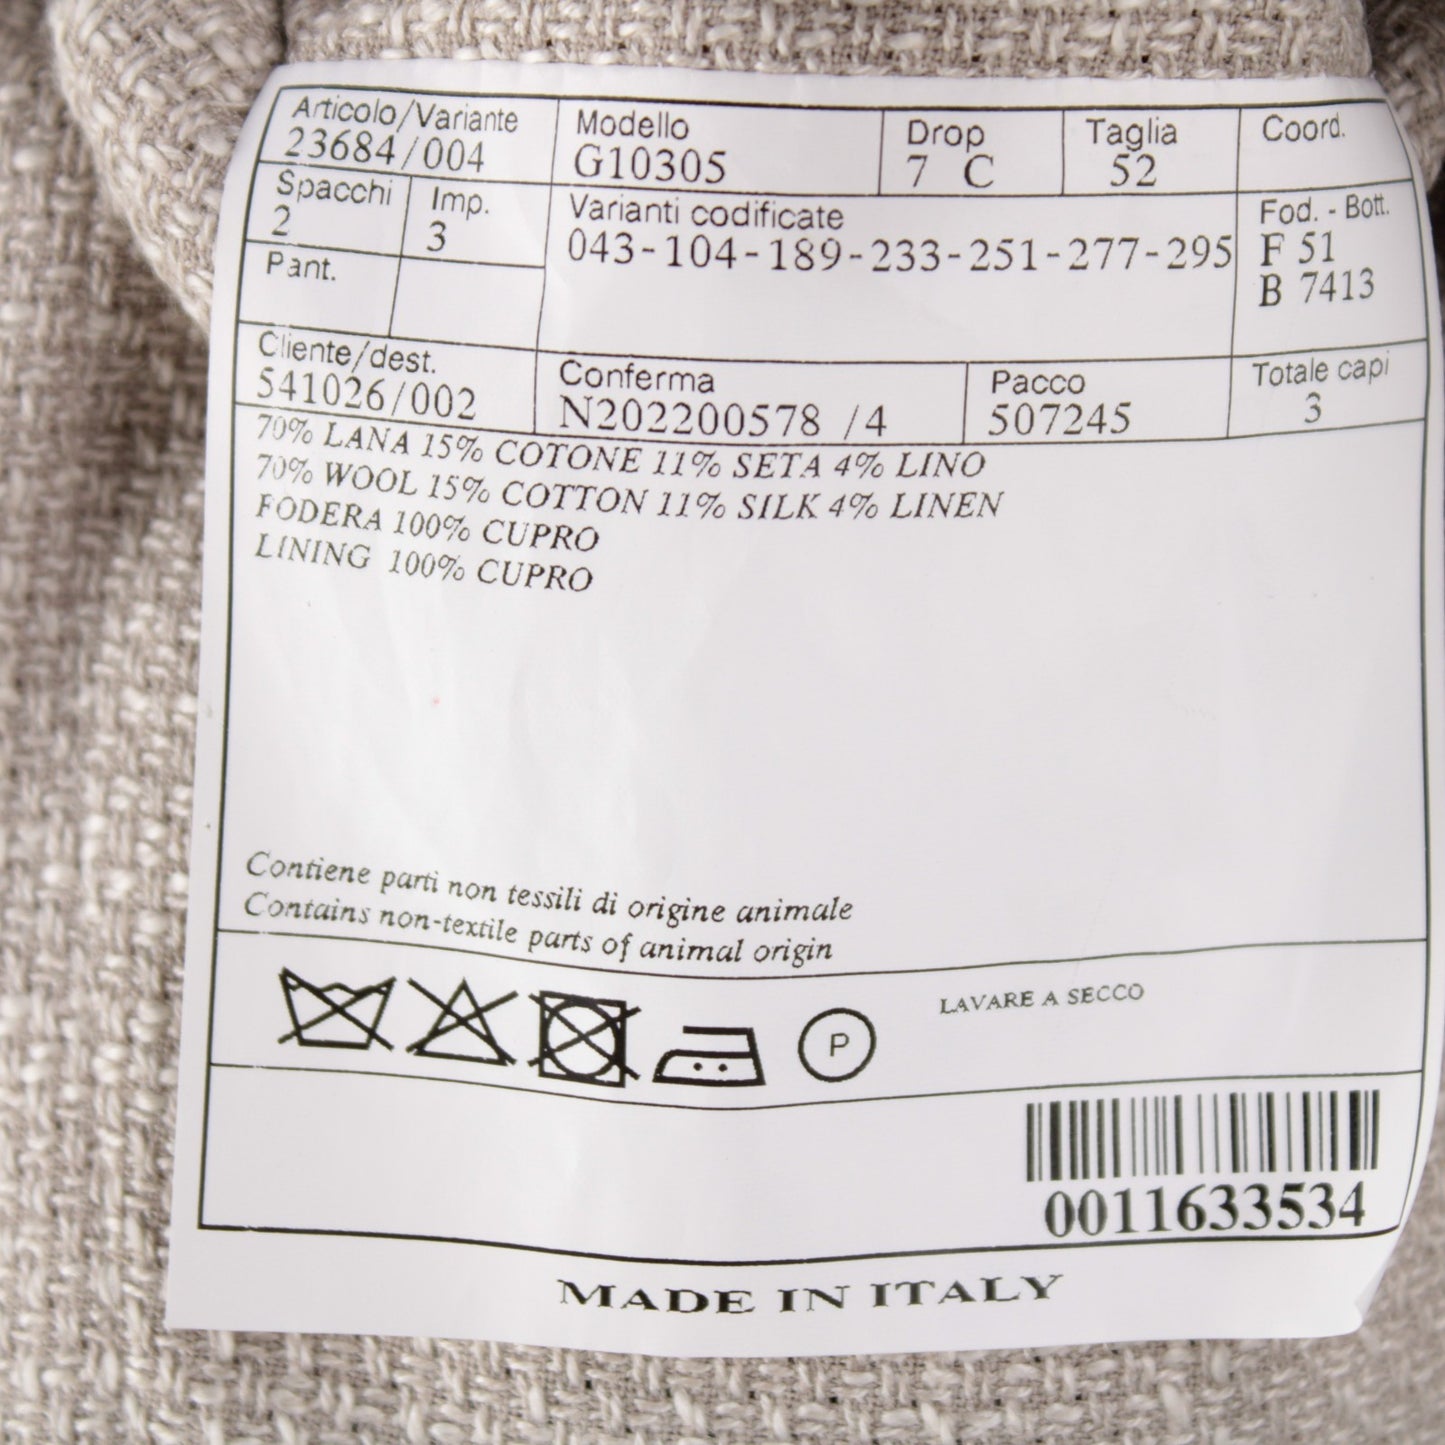 Articolo/Variante Modello Drop Taglia Coord.
23684/004 G10305 7 C 52
Spacchi Imp. Varianti codificate Fod. - Bott.
2 3 043-104-189-233-251-277-295 F 51
Pant. B 7413
Cliente/dest. Conferma Pacco Totale capi
541026/002 N202200578 /4 507245 3
70% LANA 15% COTONE 11% SETA 4% LINO
70% WOOL 15% COTTON 11% SILK 4% LINEN
FODERA 100% CUPRO
LINING 100% CUPRO
Contiene parti non tessili di origine animale
Contains non-textile parts of animal origin
P LAVARE A SECCO
0011633534
MADE IN ITALY